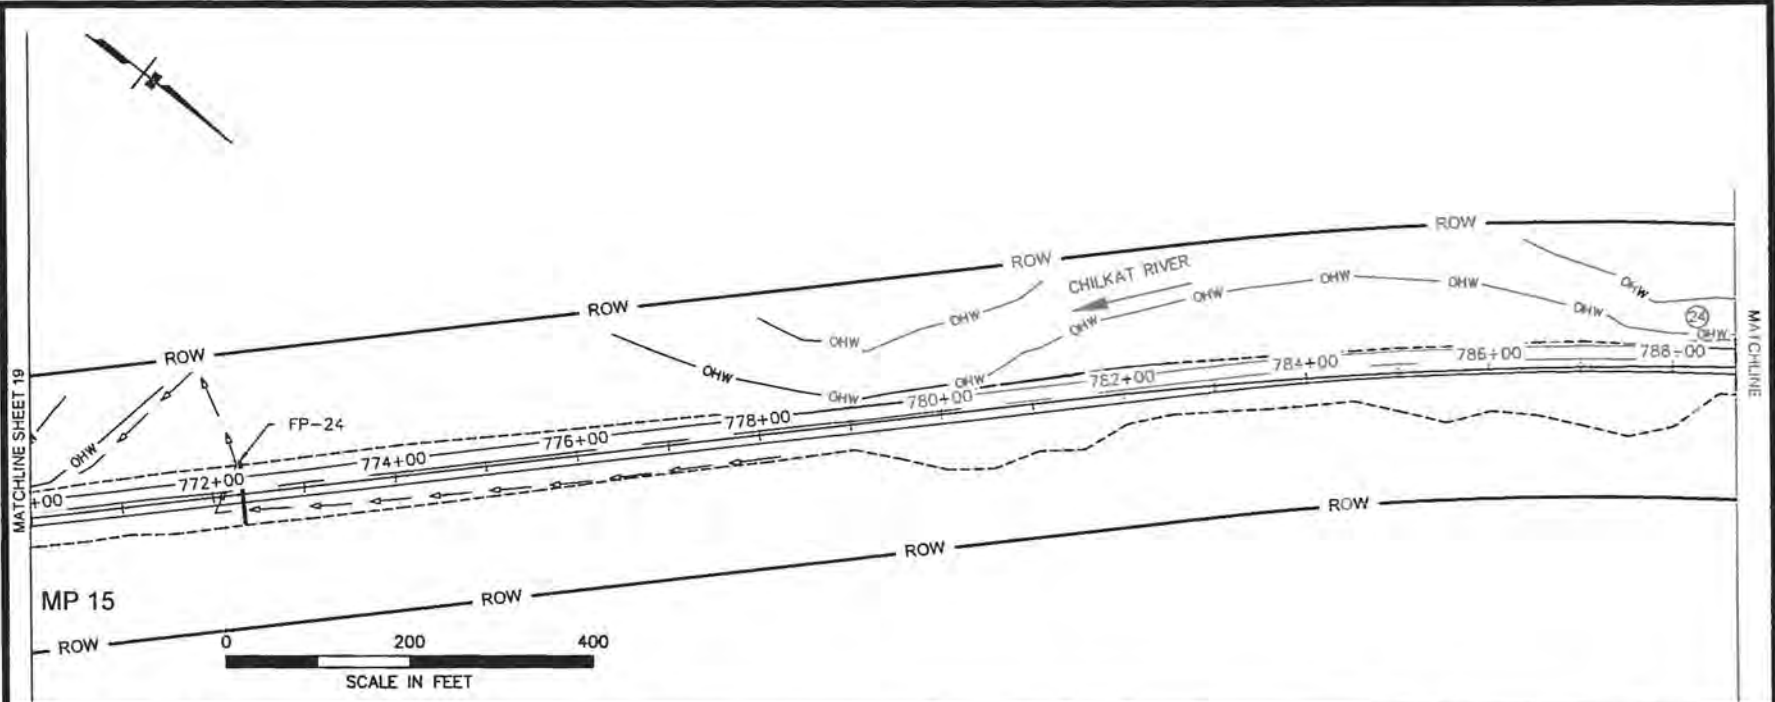 ROW
ROW
ROW
ROW
CHILKAT RIVER
OHW
OHW
OHW
OHW
OHW
OHW
OHW
OHW
OHW
OHW
OHW
OHW
OHW
24
MATCHLINE
MATCHLINE SHEET 19
FP-24
+00
772+00
774+00
776+00
778+00
780+00
782+00
784+00
786+00
788+00
MP 15
ROW
ROW
ROW
ROW
0 200 400
SCALE IN FEET